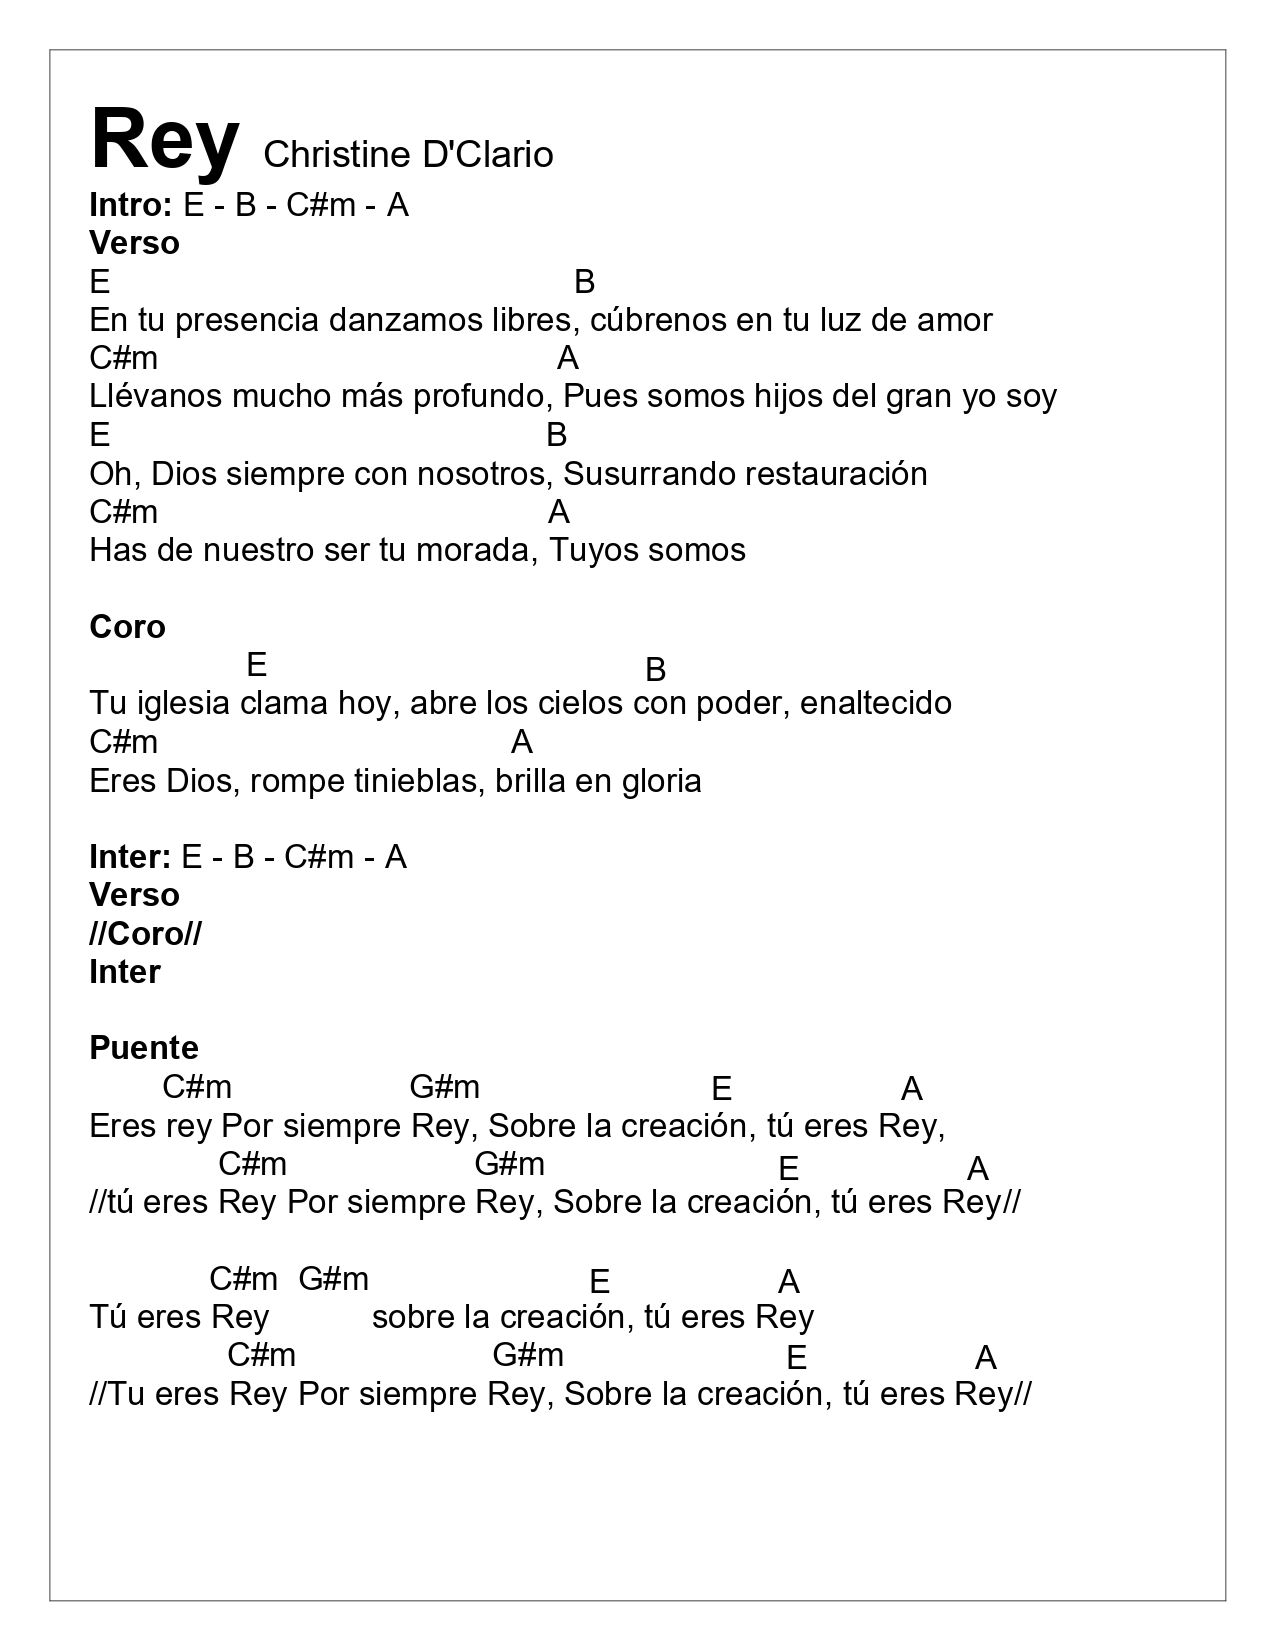 Rey Christine D'Clario
Intro: E - B - C#m - A
Verso
E B
En tu presencia danzamos libres, cúbrenos en tu luz de amor
C#m A
Llévanos mucho más profundo, Pues somos hijos del gran yo soy
E B
Oh, Dios siempre con nosotros, Susurrando restauración
C#m A
Has de nuestro ser tu morada, Tuyos somos
Coro
E B
Tu iglesia clama hoy, abre los cielos con poder, enaltecido
C#m A
Eres Dios, rompe tinieblas, brilla en gloria
Inter: E - B - C#m - A
Verso
//Coro//
Inter
Puente
C#m G#m E A
Eres rey Por siempre Rey, Sobre la creación, tú eres Rey,
C#m G#m E A
//tú eres Rey Por siempre Rey, Sobre la creación, tú eres Rey//
C#m G#m E A
Tú eres Rey sobre la creación, tú eres Rey
C#m G#m E A
//Tu eres Rey Por siempre Rey, Sobre la creación, tú eres Rey//